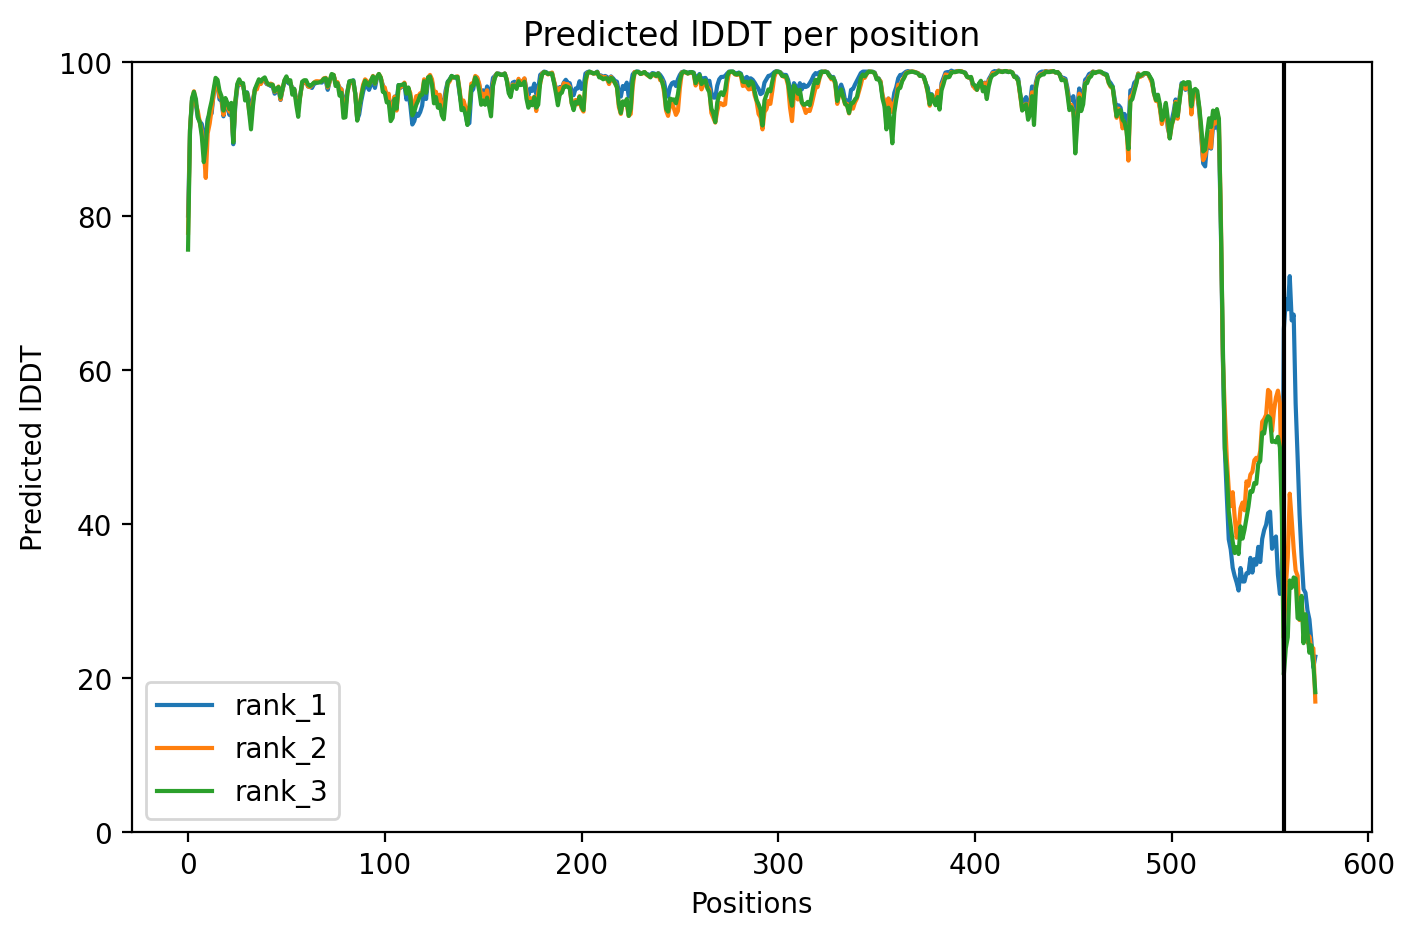 Predicted lDDT per position
100
80
60
40
20
0
Predicted lDDT
rank_1
rank_2
rank_3
0 100 200 300 400 500 600
Positions